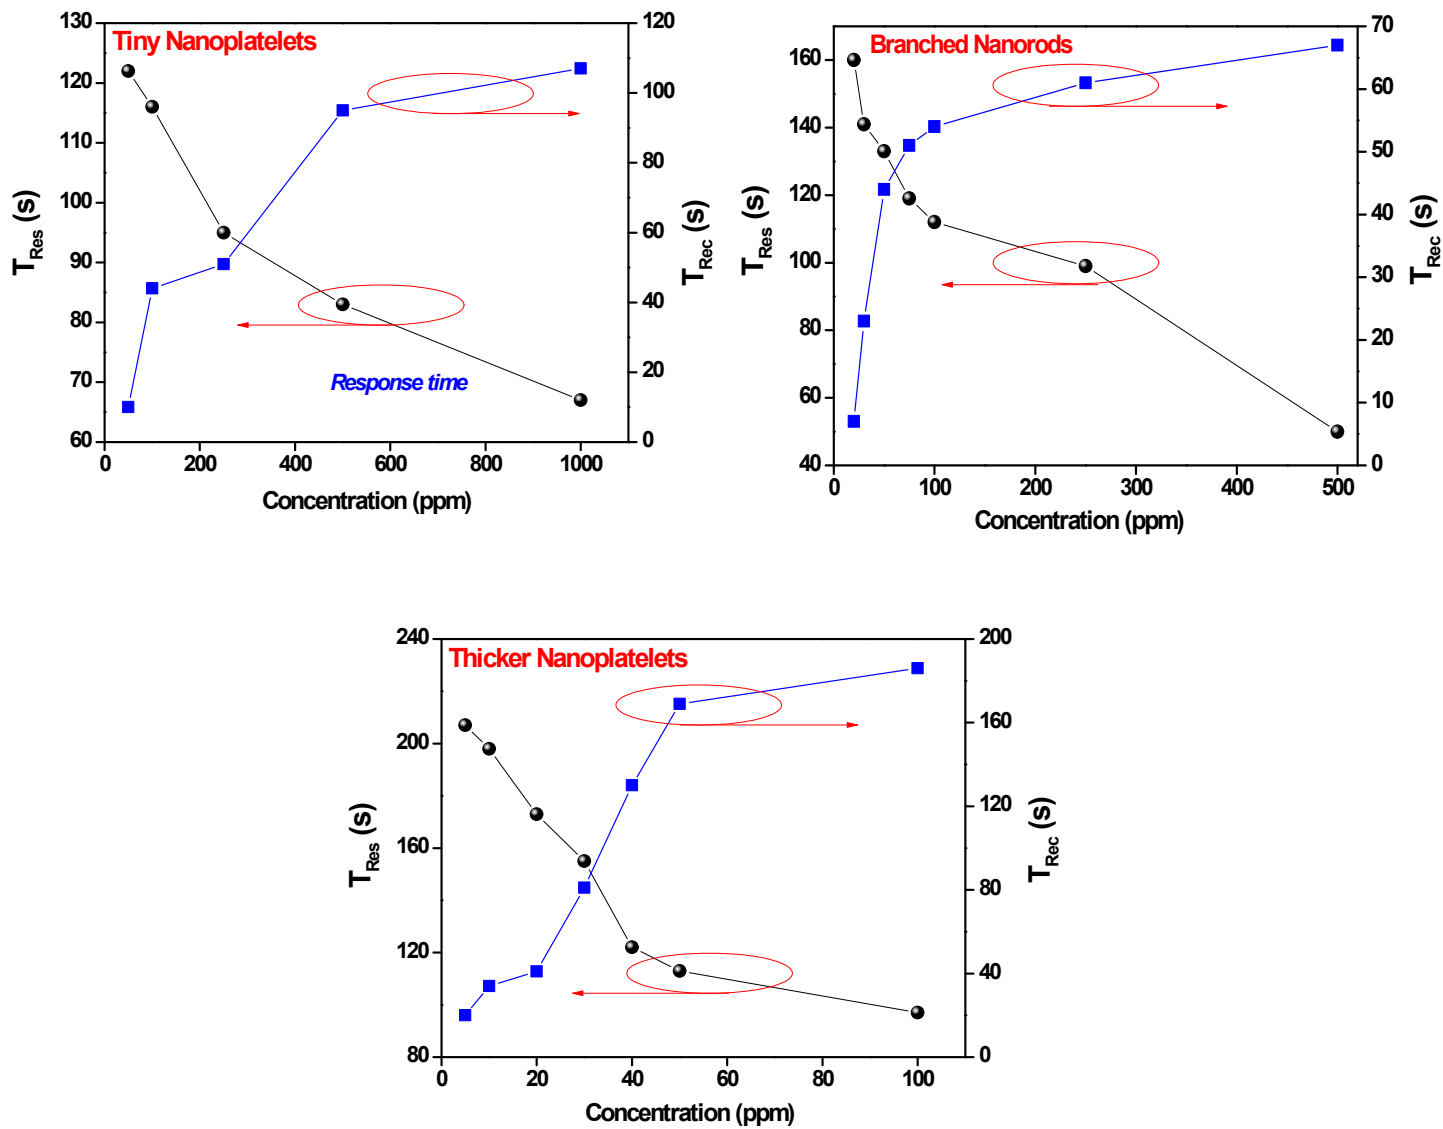 Tiny Nanoplatelets
130
120
110
100
90
80
70
60
T_Res (s)
120
100
80
60
40
20
0
T_Rec (s)
Response time
0 200 400 600 800 1000
Concentration (ppm)
Branched Nanorods
160
140
120
100
80
60
40
T_Res (s)
70
60
50
40
30
20
10
0
T_Rec (s)
0 100 200 300 400 500
Concentration (ppm)
Thicker Nanoplatelets
240
200
160
120
80
T_Res (s)
200
160
120
80
40
0
T_Rec (s)
0 20 40 60 80 100
Concentration (ppm)